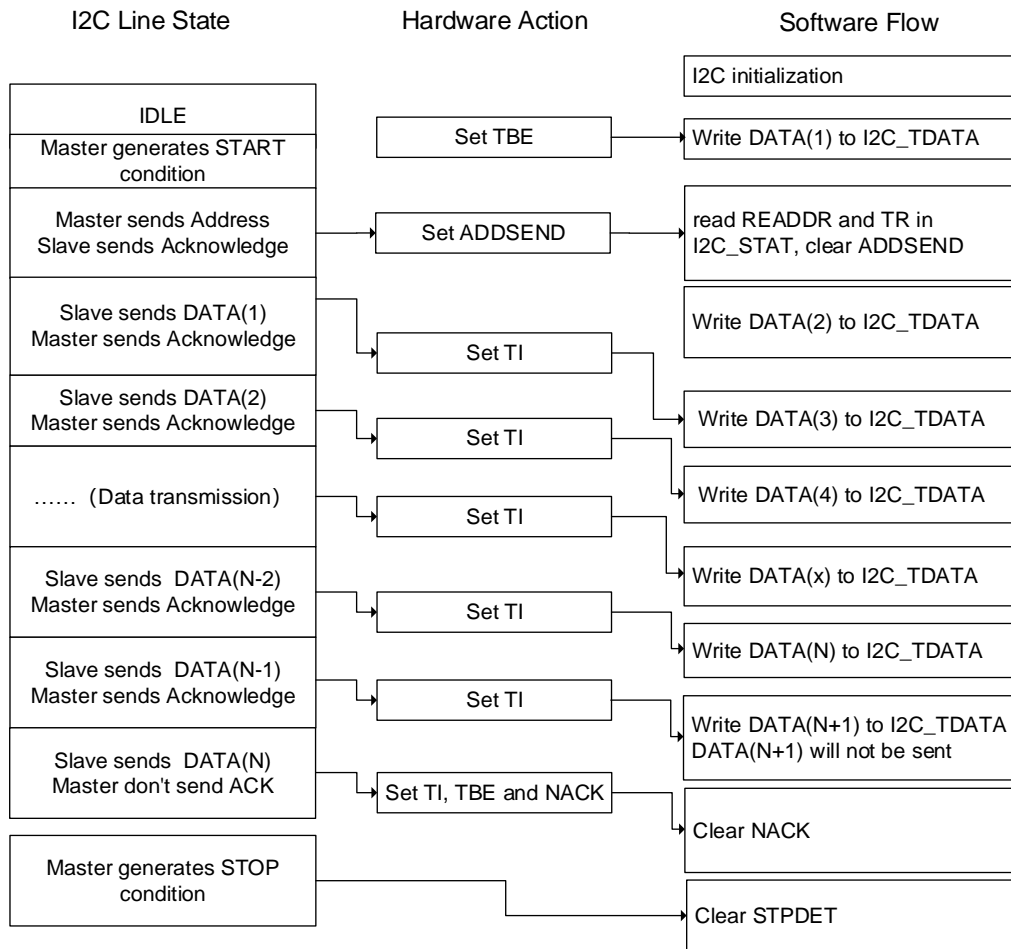 I2C Line State
Hardware Action
Software Flow
I2C initialization
IDLE
Set TBE
Write DATA(1) to I2C_TDATA
Master generates START
condition
Master sends Address
Slave sends Acknowledge
Set ADDSEND
read READDR and TR in
I2C_STAT, clear ADDSEND
Slave sends DATA(1)
Master sends Acknowledge
Write DATA(2) to I2C_TDATA
Set TI
Slave sends DATA(2)
Master sends Acknowledge
Write DATA(3) to I2C_TDATA
Set TI
…… (Data transmission)
Write DATA(4) to I2C_TDATA
Set TI
Write DATA(x) to I2C_TDATA
Slave sends DATA(N-2)
Master sends Acknowledge
Set TI
Write DATA(N) to I2C_TDATA
Slave sends DATA(N-1)
Master sends Acknowledge
Set TI
Write DATA(N+1) to I2C_TDATA
DATA(N+1) will not be sent
Slave sends DATA(N)
Master don't send ACK
Set TI, TBE and NACK
Clear NACK
Master generates STOP
condition
Clear STPDET